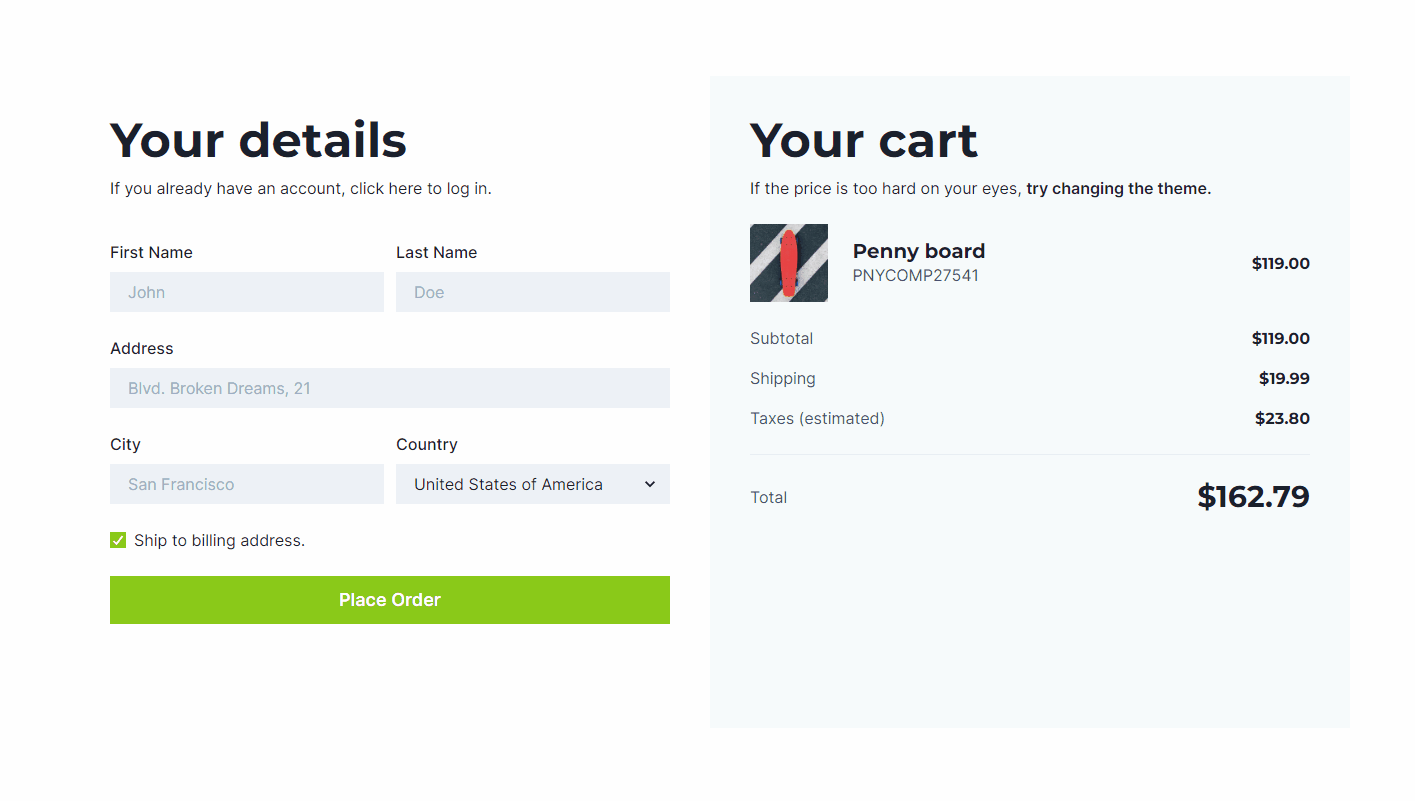 Your details
If you already have an account, click here to log in.
First Name
Last Name
John
Doe
Address
Blvd. Broken Dreams, 21
City
Country
San Francisco
United States of America
Ship to billing address.
Place Order
Your cart
If the price is too hard on your eyes, try changing the theme.
Penny board
PNYCOMP27541
$119.00
Subtotal
$119.00
Shipping
$19.99
Taxes (estimated)
$23.80
Total
$162.79